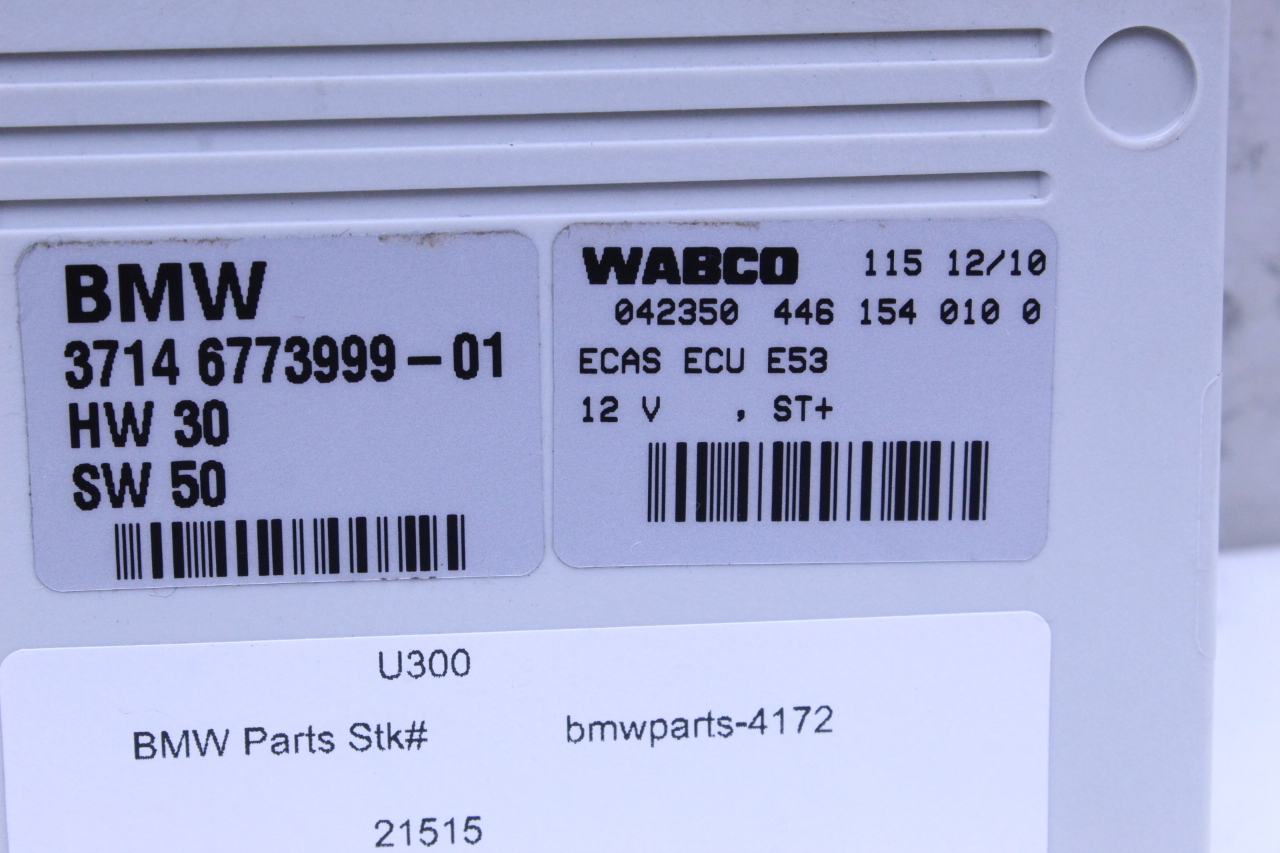 BMW
3714 6773999-01
HW 30
SW 50
WABCO 115 12/10
042350 446 154 010 0
ECAS ECU E53
12 V , ST+
U300
BMW Parts Stk# bmwparts-4172
21515